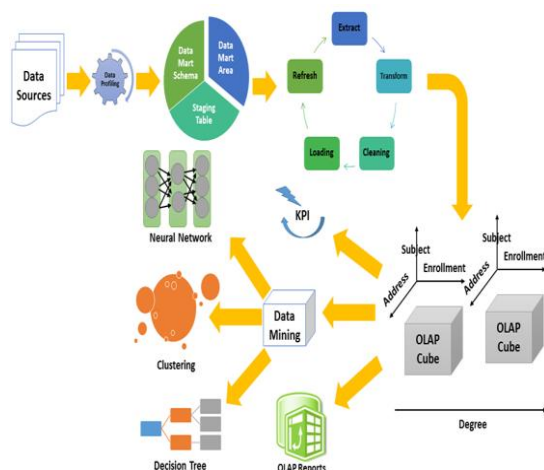 Data
Sources
Data Profiling
Data
Mart
Schema
Data
Mart
Area
Staging
Table
Extract
Transform
Cleaning
Loading
Refresh
Neural Network
KPI
Clustering
Data
Mining
Decision Tree
OLAP Reports
Subject
Enrollment
Address
Subject
Enrollment
Address
OLAP
Cube
OLAP
Cube
Degree